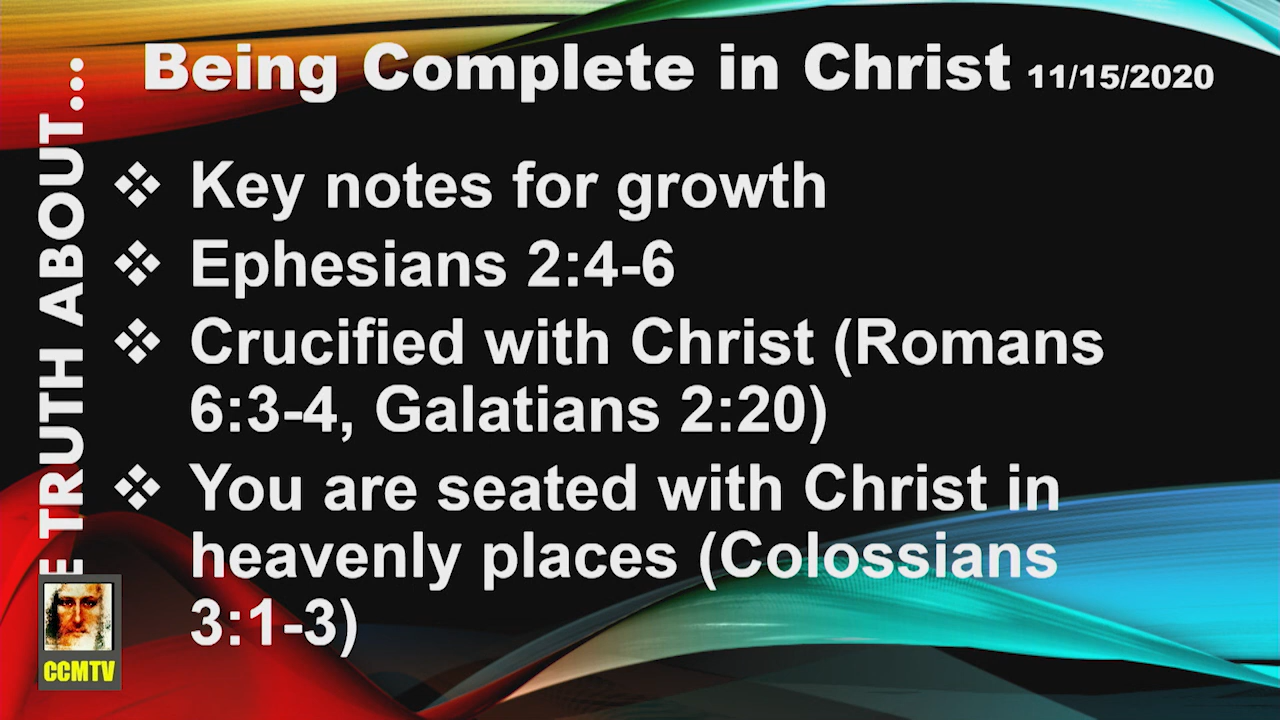 Being Complete in Christ 11/15/2020
E TRUTH ABOUT...
❖ Key notes for growth
❖ Ephesians 2:4-6
❖ Crucified with Christ (Romans
6:3-4, Galatians 2:20)
❖ You are seated with Christ in
heavenly places (Colossians
3:1-3)
CCMTV